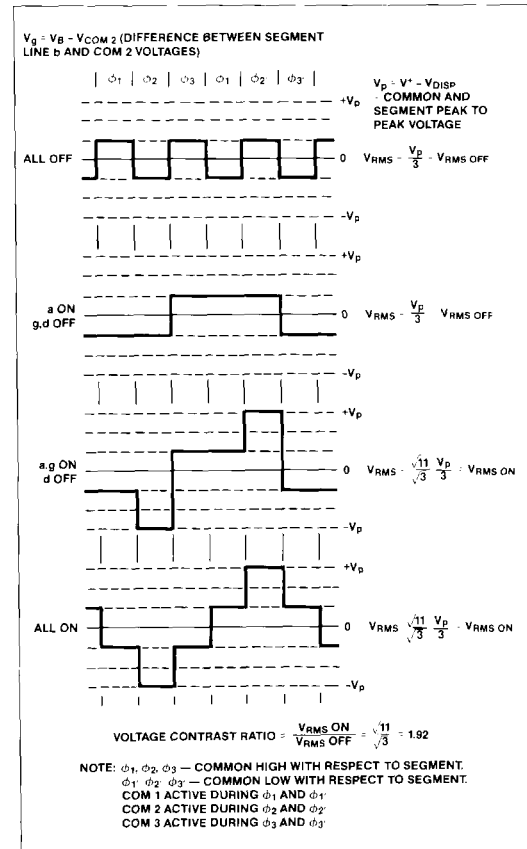 Vg = VB - VCOM 2 (DIFFERENCE BETWEEN SEGMENT
LINE b AND COM 2 VOLTAGES)
ϕ1 ϕ2 ϕ3 ϕ1' ϕ2' ϕ3'
Vp = V+ - VDISP
- COMMON AND
SEGMENT PEAK TO
PEAK VOLTAGE
+Vp
ALL OFF
0
VRMS - Vp/3 - VRMS OFF
-Vp
+Vp
a ON
g,d OFF
0
VRMS - Vp/3 VRMS OFF
-Vp
+Vp
a.g ON
d OFF
0
VRMS - √11/√3 Vp/3 = VRMS ON
-Vp
+Vp
ALL ON
0
VRMS √11/√3 Vp/3 - VRMS ON
-Vp
VOLTAGE CONTRAST RATIO = VRMS ON/VRMS OFF = √11/√3 = 1.92
NOTE: ϕ1, ϕ2, ϕ3 — COMMON HIGH WITH RESPECT TO SEGMENT.
ϕ1' ϕ2' ϕ3' — COMMON LOW WITH RESPECT TO SEGMENT.
COM 1 ACTIVE DURING ϕ1 AND ϕ1'
COM 2 ACTIVE DURING ϕ2 AND ϕ2'
COM 3 ACTIVE DURING ϕ3 AND ϕ3'